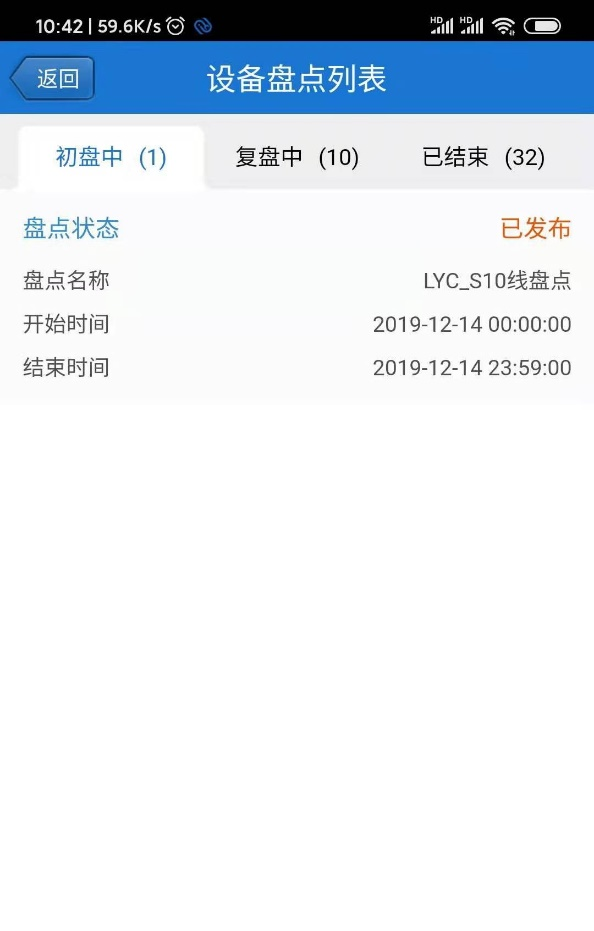 10:42 | 59.6K/s
HD HD
返回
设备盘点列表
初盘中 (1) 复盘中 (10) 已结束 (32)
盘点状态 已发布
盘点名称 LYC_S10线盘点
开始时间 2019-12-14 00:00:00
结束时间 2019-12-14 23:59:00